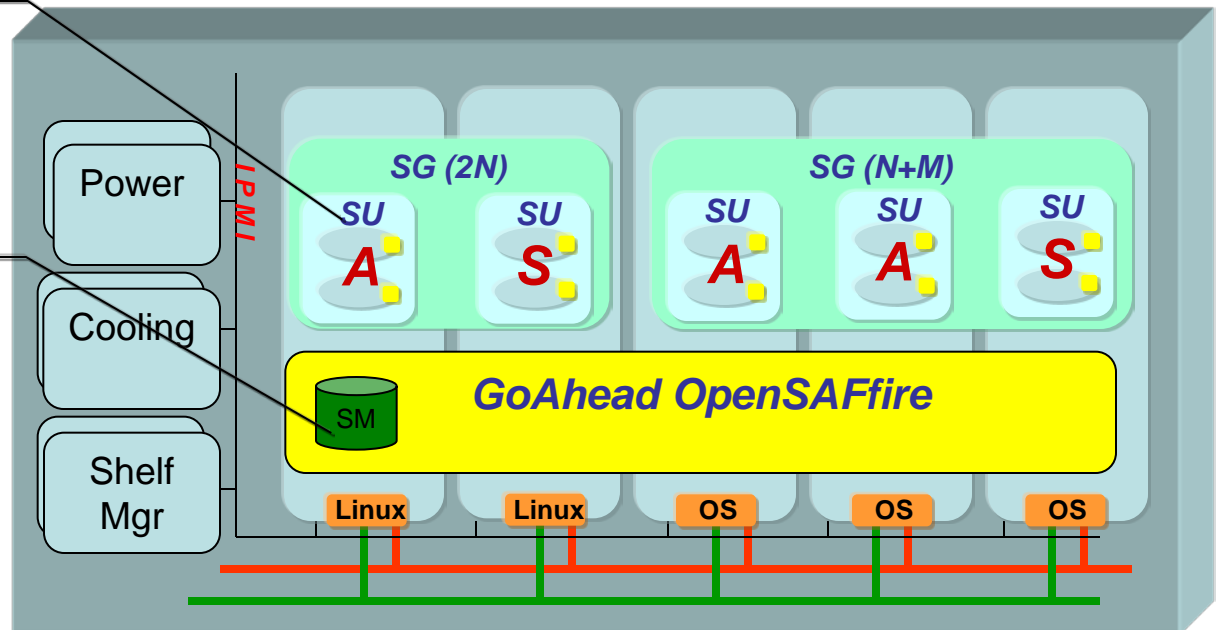 Power
Cooling
Shelf
Mgr
IPMI
SG (2N)
SU
A
SU
S
SG (N+M)
SU
A
SU
A
SU
S
GoAhead OpenSAFfire
SM
Linux
Linux
OS
OS
OS